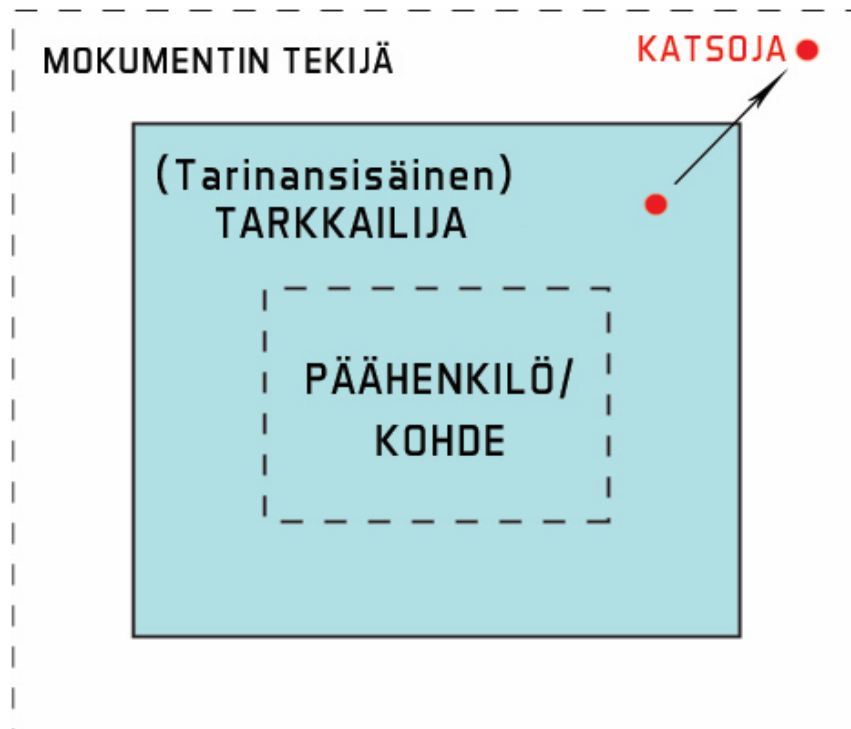 MOKUMENTIN TEKIJÄ
KATSOJA
(Tarinansisäinen)
TARKKAILIJA
PÄÄHENKILÖ/
KOHDE